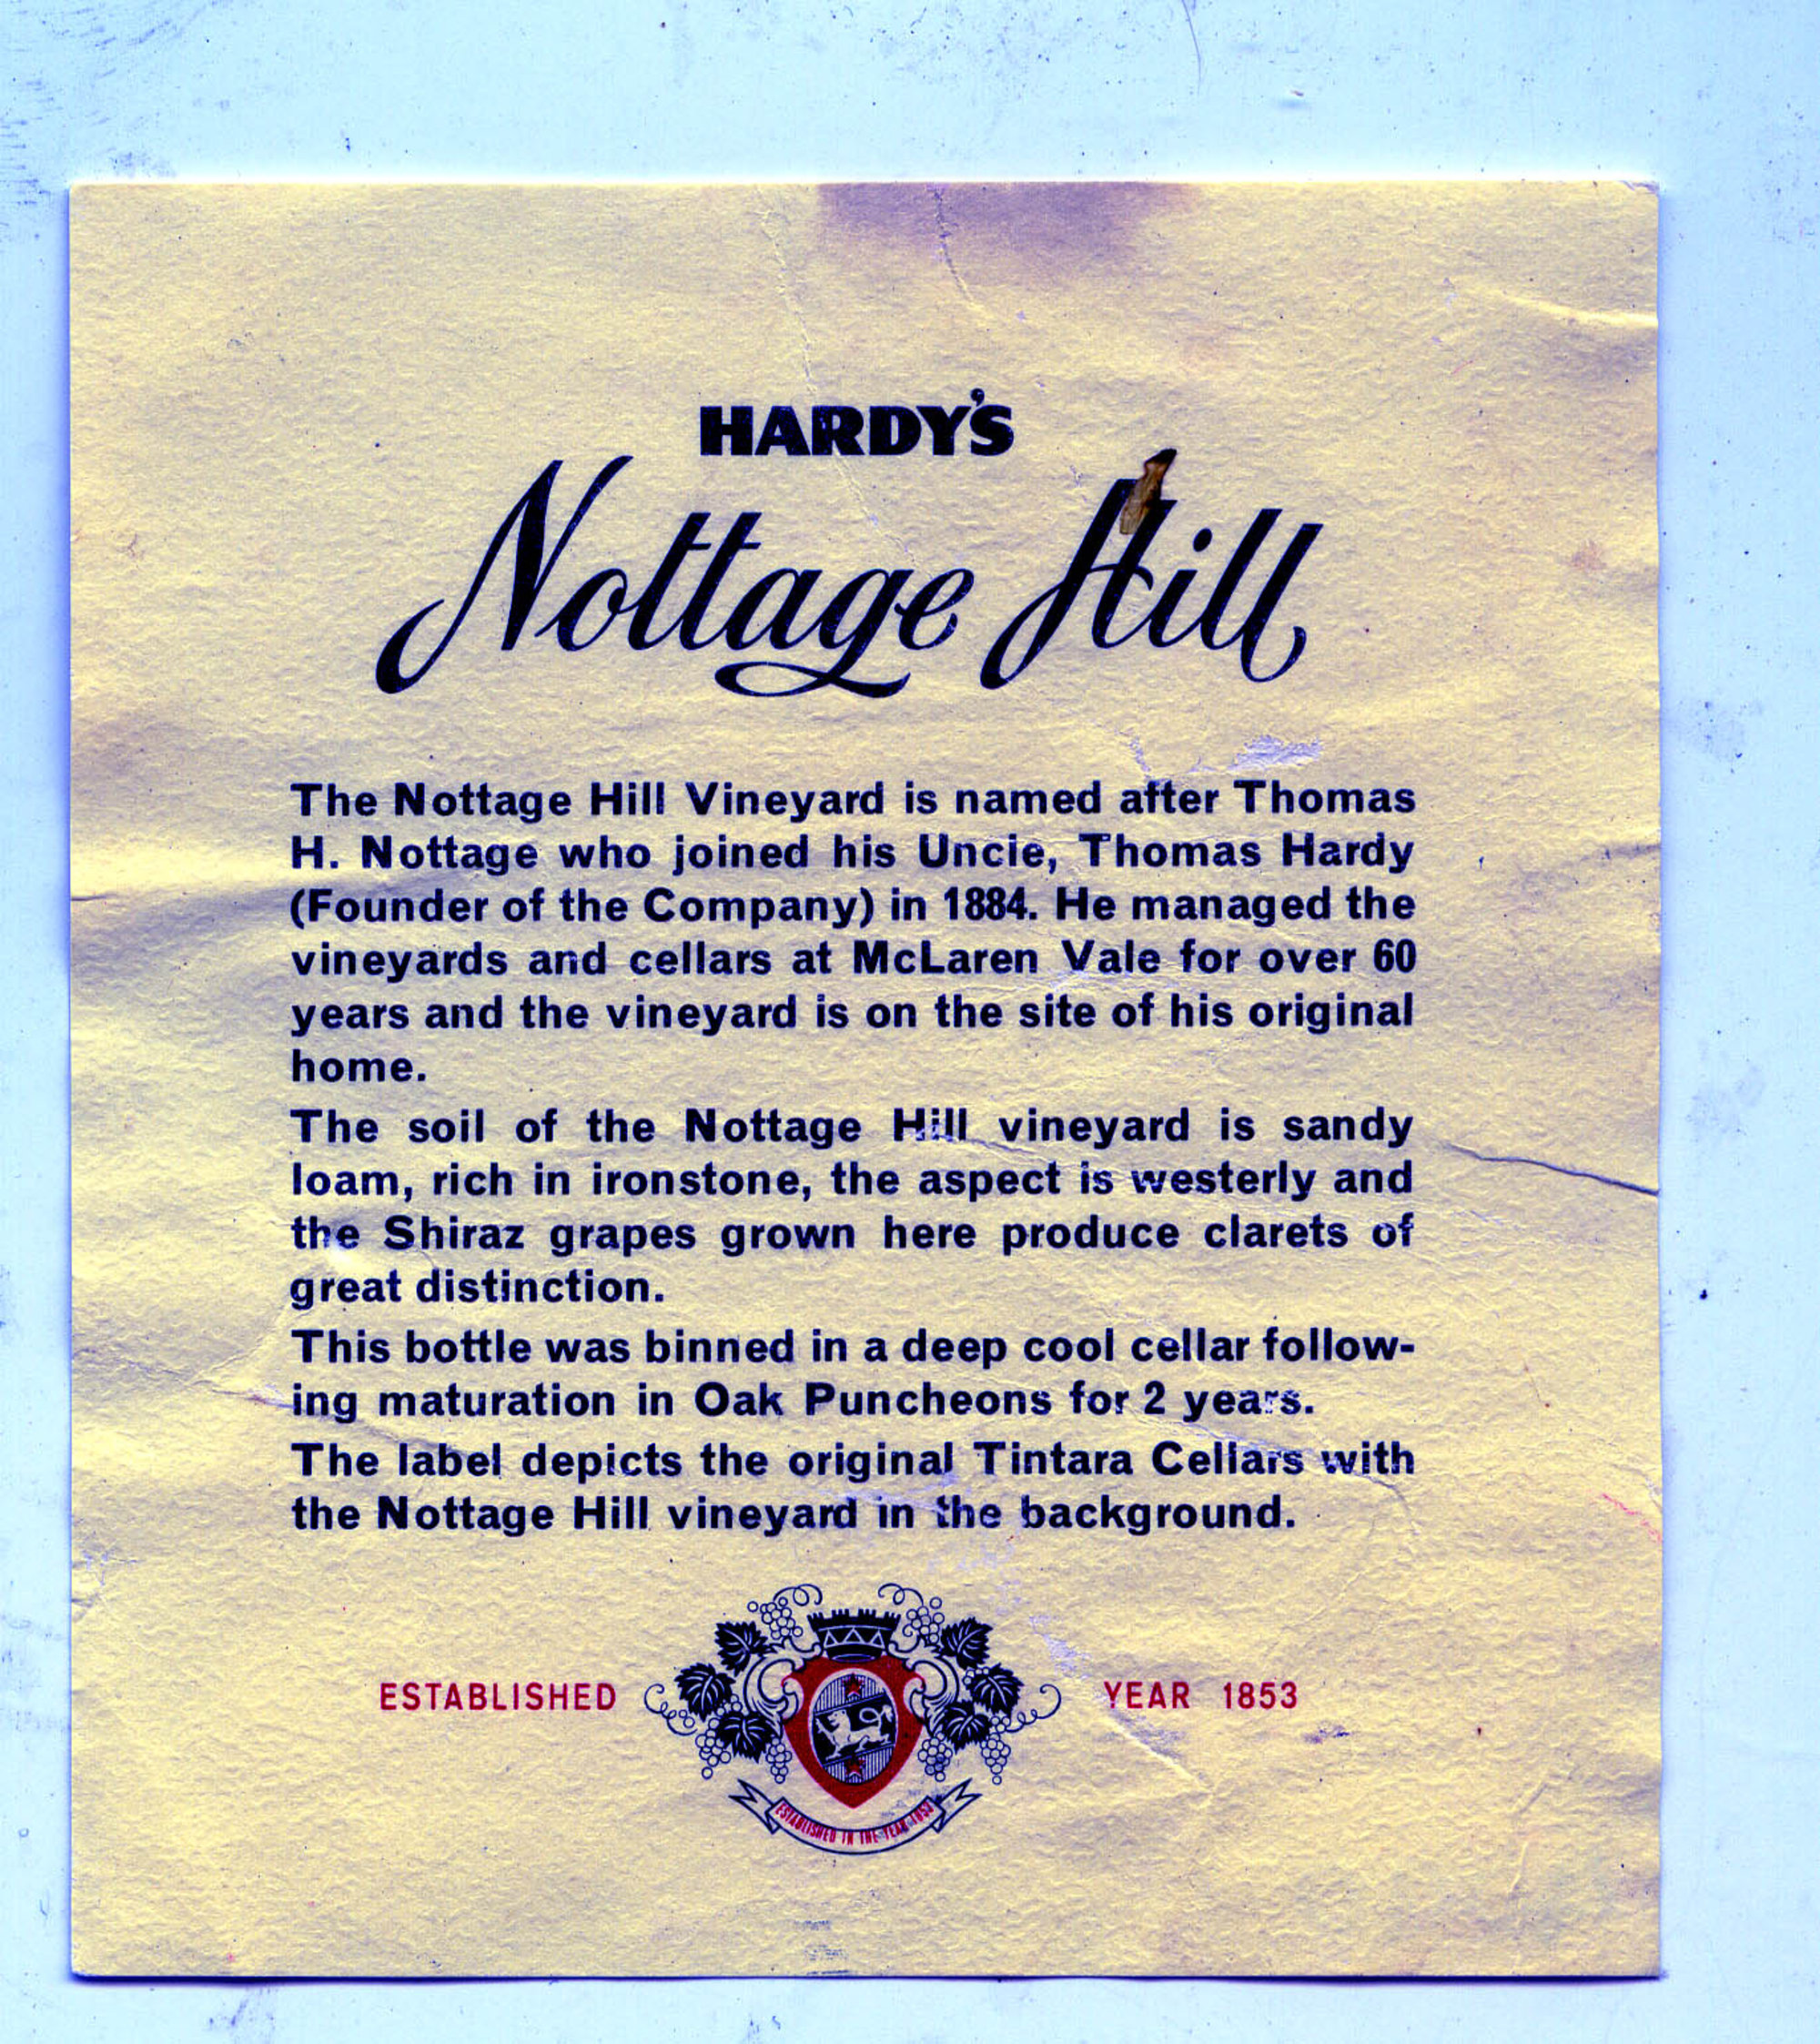 HARDY'S
Nottage Hill
The Nottage Hill Vineyard is named after Thomas
H. Nottage who joined his Uncle, Thomas Hardy
(Founder of the Company) in 1884. He managed the
vineyards and cellars at McLaren Vale for over 60
years and the vineyard is on the site of his original
home.
The soil of the Nottage Hill vineyard is sandy
loam, rich in ironstone, the aspect is westerly and
the Shiraz grapes grown here produce clarets of
great distinction.
This bottle was binned in a deep cool cellar follow-
ing maturation in Oak Puncheons for 2 years.
The label depicts the original Tintara Cellars with
the Nottage Hill vineyard in the background.
ESTABLISHED YEAR 1853
ESTABLISHED IN THE YEAR 1853